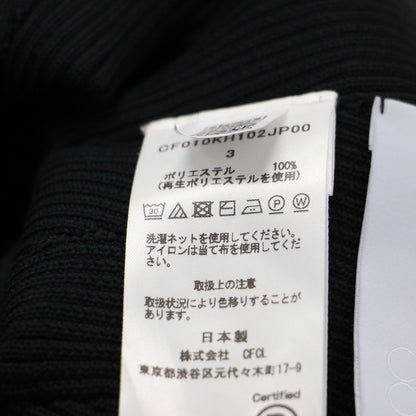 CF010KH102JP00
3
ポリエステル 100%
(再生ポリエステルを使用)
30 P W
洗濯ネットを使用してください。
アイロンは当て布を使用してください。
取扱上の注意
取扱状況により色移りすることがあります。
日本製
株式会社 CFCL
東京都渋谷区元代々木町17-9
Certified